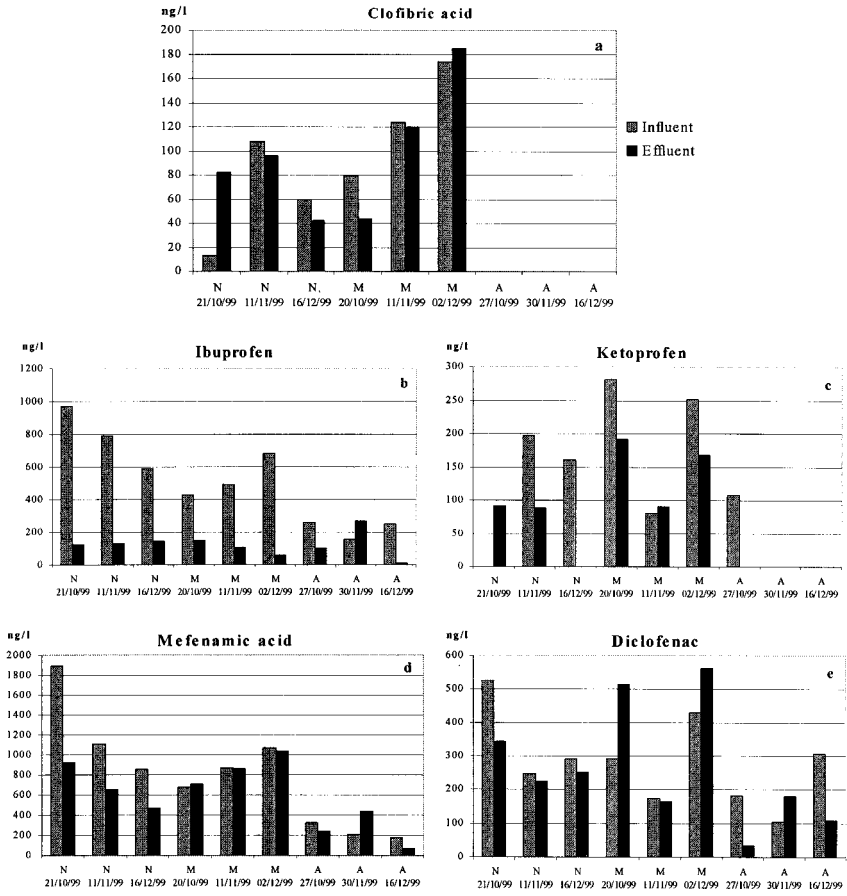 Clofibric acid
ng/l
a
200
180
160
140
120
100
80
60
40
20
0
N N. N, M M M A A A
21/10/99 11/11/99 16/12/99 20/10/99 11/11/99 02/12/99 27/10/99 30/11/99 16/12/99
Influent
Effluent
Ibuprofen
ng/l
b
1200
1000
800
600
400
200
0
N N N M M M A A A
21/10/99 11/11/99 16/12/99 20/10/99 11/11/99 02/12/99 27/10/99 30/11/99 16/12/99
Ketoprofen
ng/l
c
300
250
200
150
100
50
0
N N N M M M A A A
21/10/99 11/11/99 16/12/99 20/10/99 11/11/99 02/12/99 27/10/99 30/11/99 16/12/99
Mefenamic acid
ng/l
d
2000
1800
1600
1400
1200
1000
800
600
400
200
0
N N N M M M A A A
21/10/99 11/11/99 16/12/99 20/10/99 11/11/99 02/12/99 27/10/99 30/11/99 16/12/99
Diclofenac
ng/l
e
600
500
400
300
200
100
0
N N N M M M A A A
21/10/99 11/11/99 16/12/99 20/10/99 11/11/99 02/12/99 27/10/99 30/11/99 16/12/99